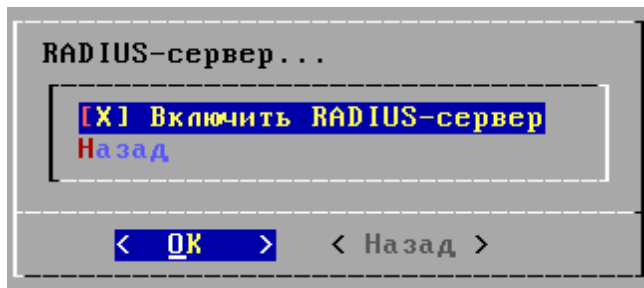 RADIUS-сервер...
[X] Включить RADIUS-сервер
Назад
< OK > < Назад >